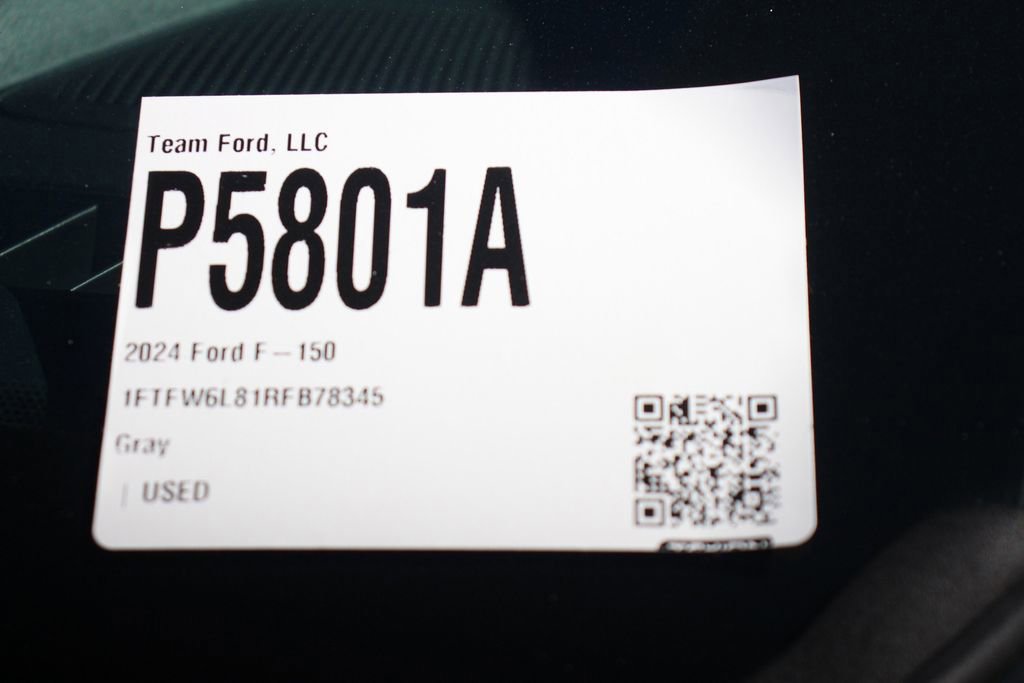 Team Ford, LLC
P5801A
2024 Ford F-150
1FTFW6L81RFB78345
Gray
| USED